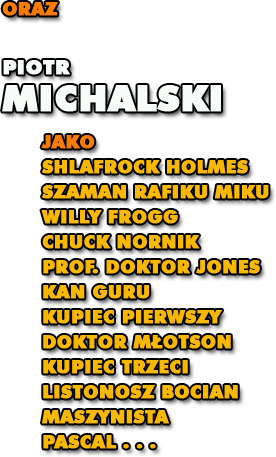 ORAZ
PIOTR
MICHALSKI
JAKO
SHLAFROCK HOLMES
SZAMAN RAFIKU MIKU
WILLY FROGG
CHUCK NORNIK
PROF. DOKTOR JONES
KAN GURU
KUPIEC PIERWSZY
DOKTOR MŁOTSON
KUPIEC TRZECI
LISTONOSZ BOCIAN
MASZYNISTA
PASCAL . . .